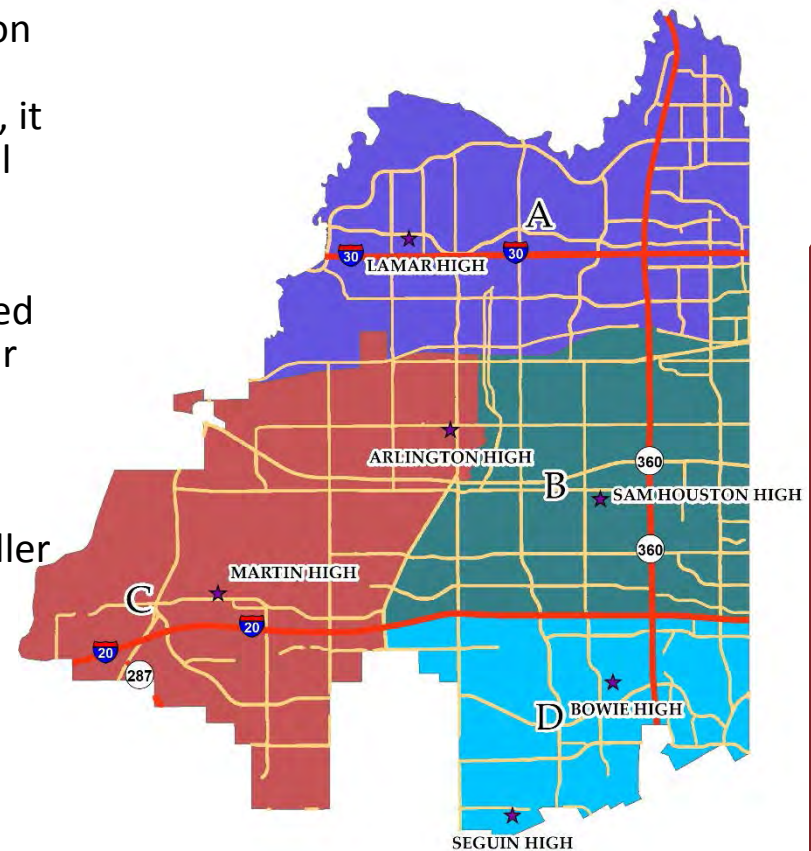 on
, it
l
ed
r
ller
A
30
30
LAMAR HIGH
ARLINGTON HIGH
360
B
SAM HOUSTON HIGH
360
MARTIN HIGH
C
20
20
287
D
BOWIE HIGH
SEGUIN HIGH